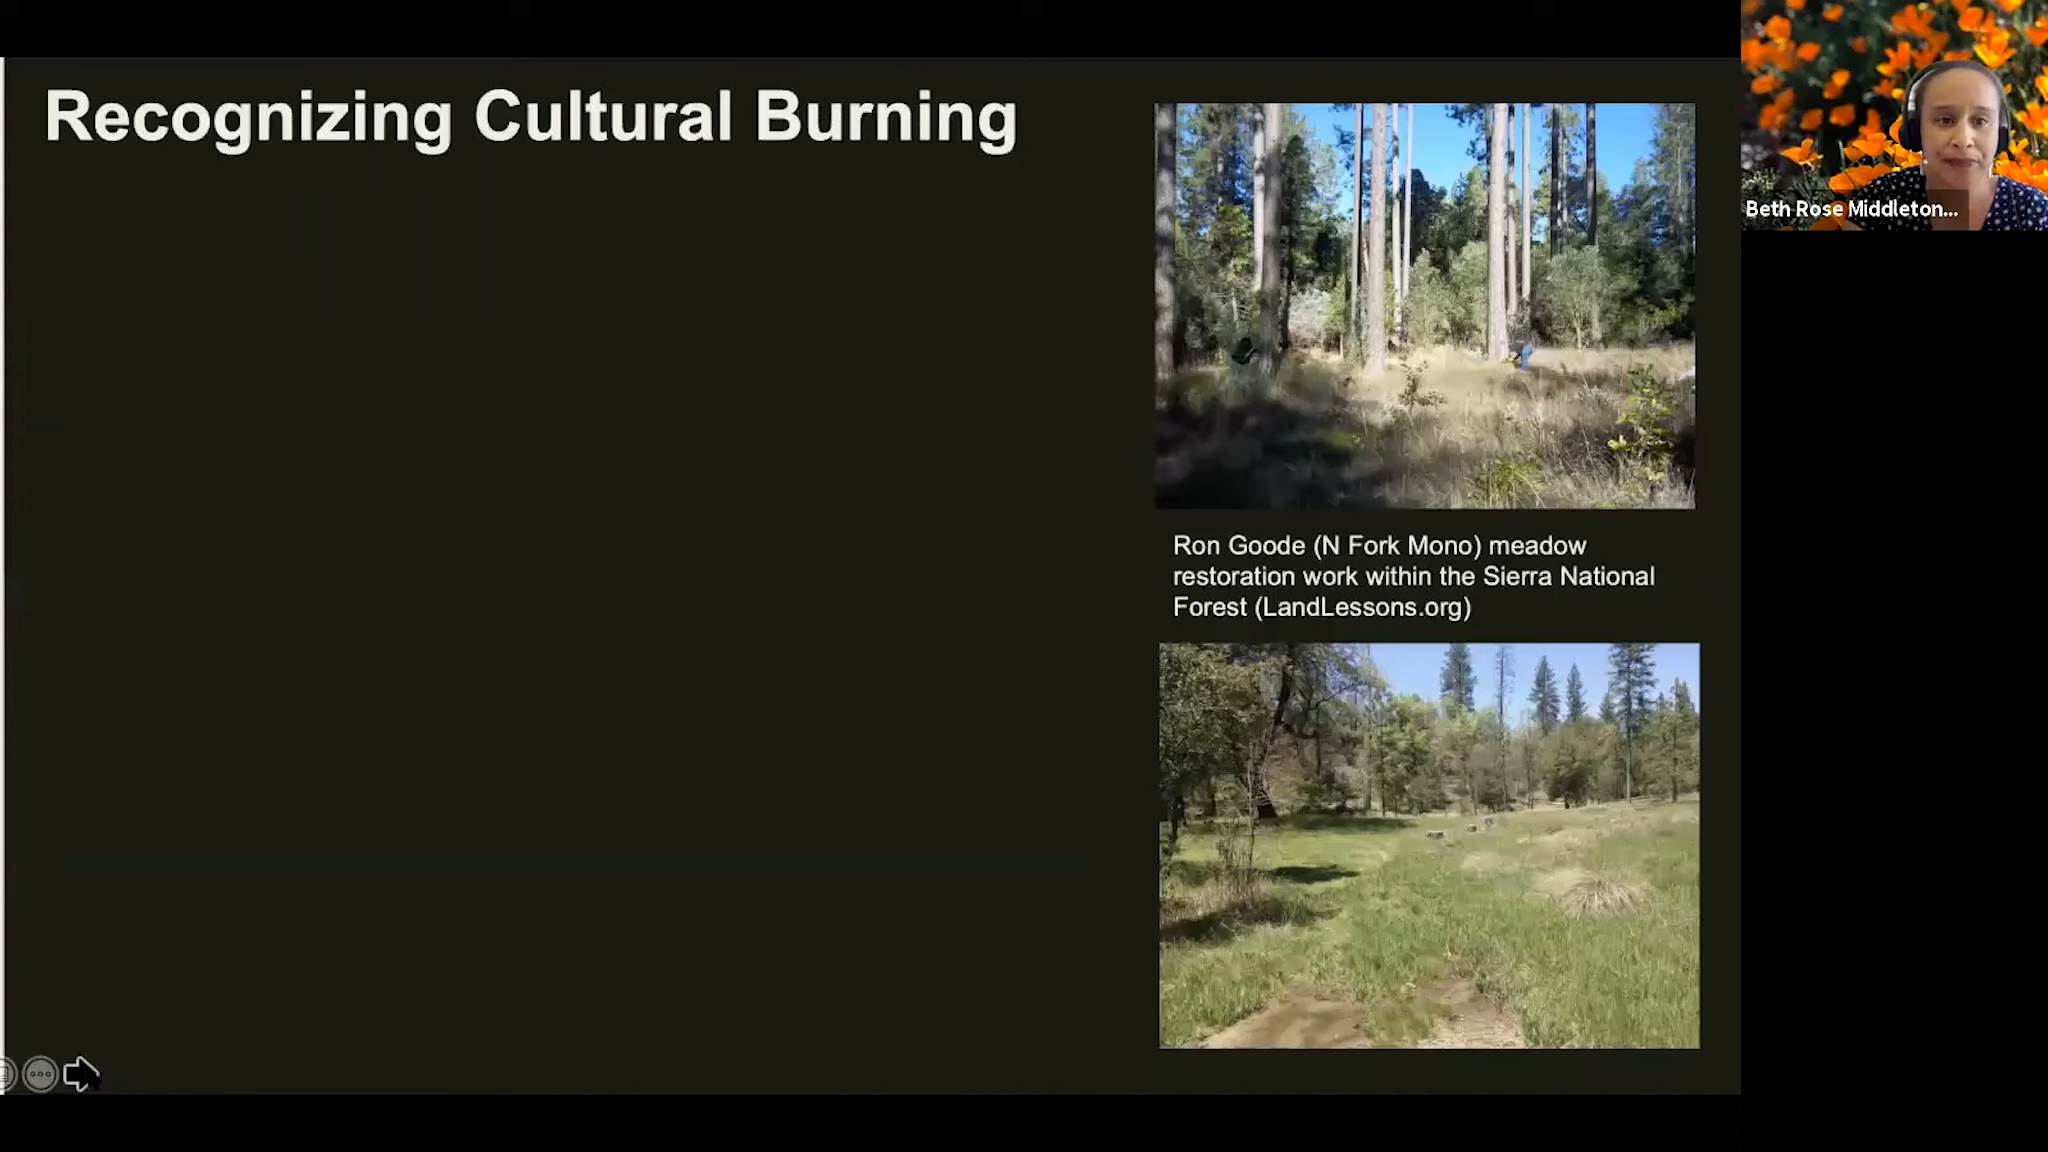 Recognizing Cultural Burning
Beth Rose Middleton...
Ron Goode (N Fork Mono) meadow
restoration work within the Sierra National
Forest (LandLessons.org)